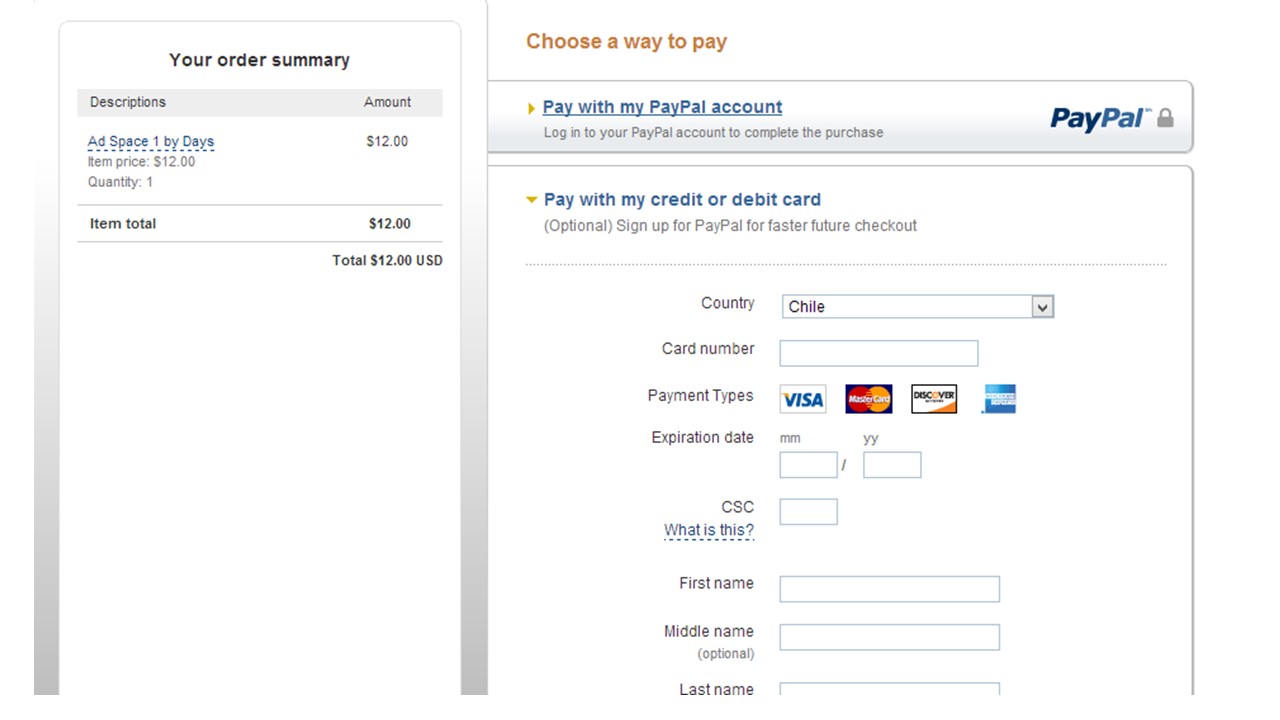 Your order summary
Descriptions Amount
Ad Space 1 by Days $12.00
Item price: $12.00
Quantity: 1
Item total $12.00
Total $12.00 USD
Choose a way to pay
Pay with my PayPal account
Log in to your PayPal account to complete the purchase
PayPal
Pay with my credit or debit card
(Optional) Sign up for PayPal for faster future checkout
Country Chile
Card number
Payment Types VISA MasterCard DISCOVER
Expiration date mm yy
/
CSC
What is this?
First name
Middle name
(optional)
Last name